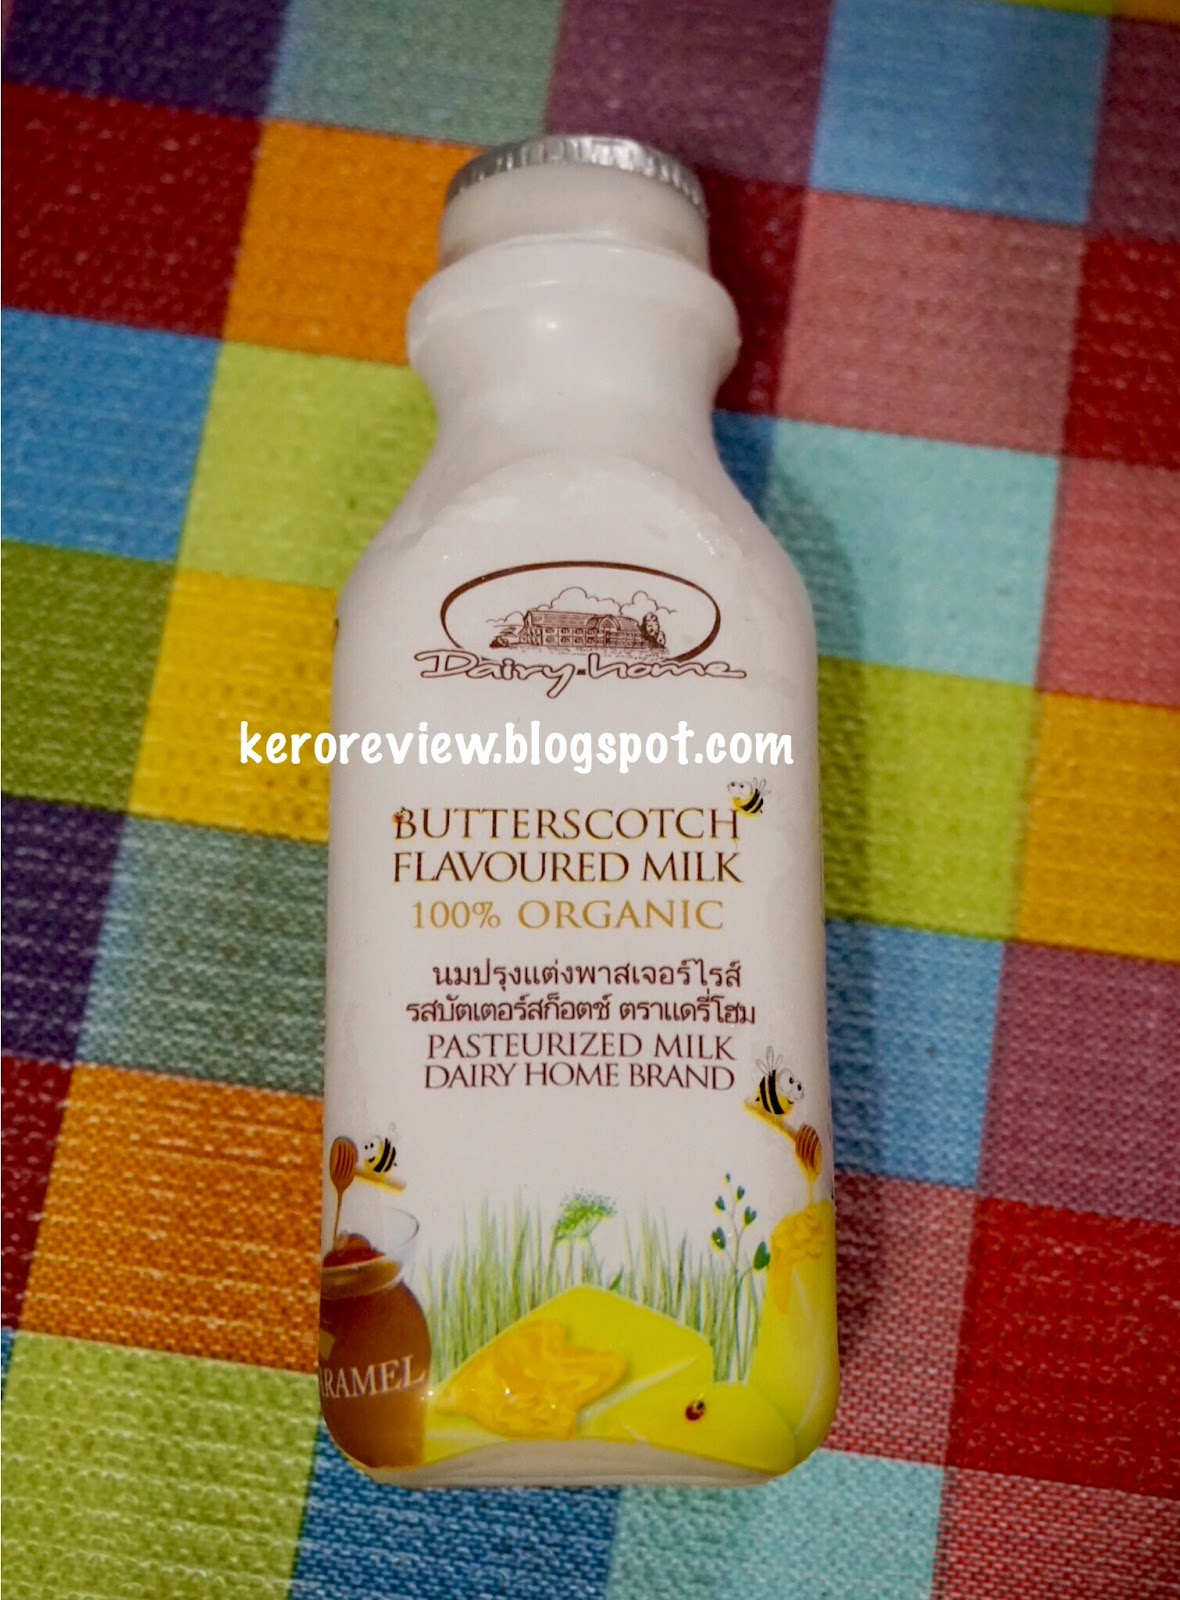 Dairy-home
keroreview.blogspot.com
BUTTERSCOTCH
FLAVOURED MILK
100% ORGANIC
นมปรุงแต่งพาสเจอร์ไรส์
รสบัตเตอร์สก็อตช์ ตราแดรี่โฮม
PASTEURIZED MILK
DAIRY HOME BRAND
ARAMEL